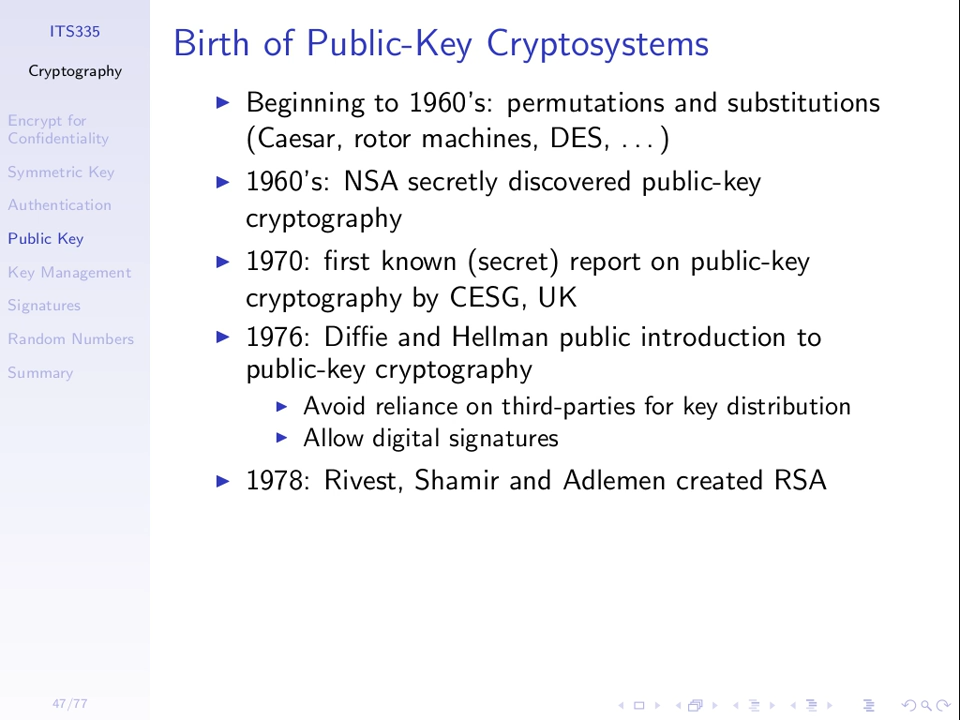 ITS335
Cryptography
Encrypt for
Confidentiality
Symmetric Key
Authentication
Public Key
Key Management
Signatures
Random Numbers
Summary
47/77
Birth of Public-Key Cryptosystems
Beginning to 1960's: permutations and substitutions
(Caesar, rotor machines, DES, . . . )
1960's: NSA secretly discovered public-key
cryptography
1970: first known (secret) report on public-key
cryptography by CESG, UK
1976: Diffie and Hellman public introduction to
public-key cryptography
Avoid reliance on third-parties for key distribution
Allow digital signatures
1978: Rivest, Shamir and Adlemen created RSA